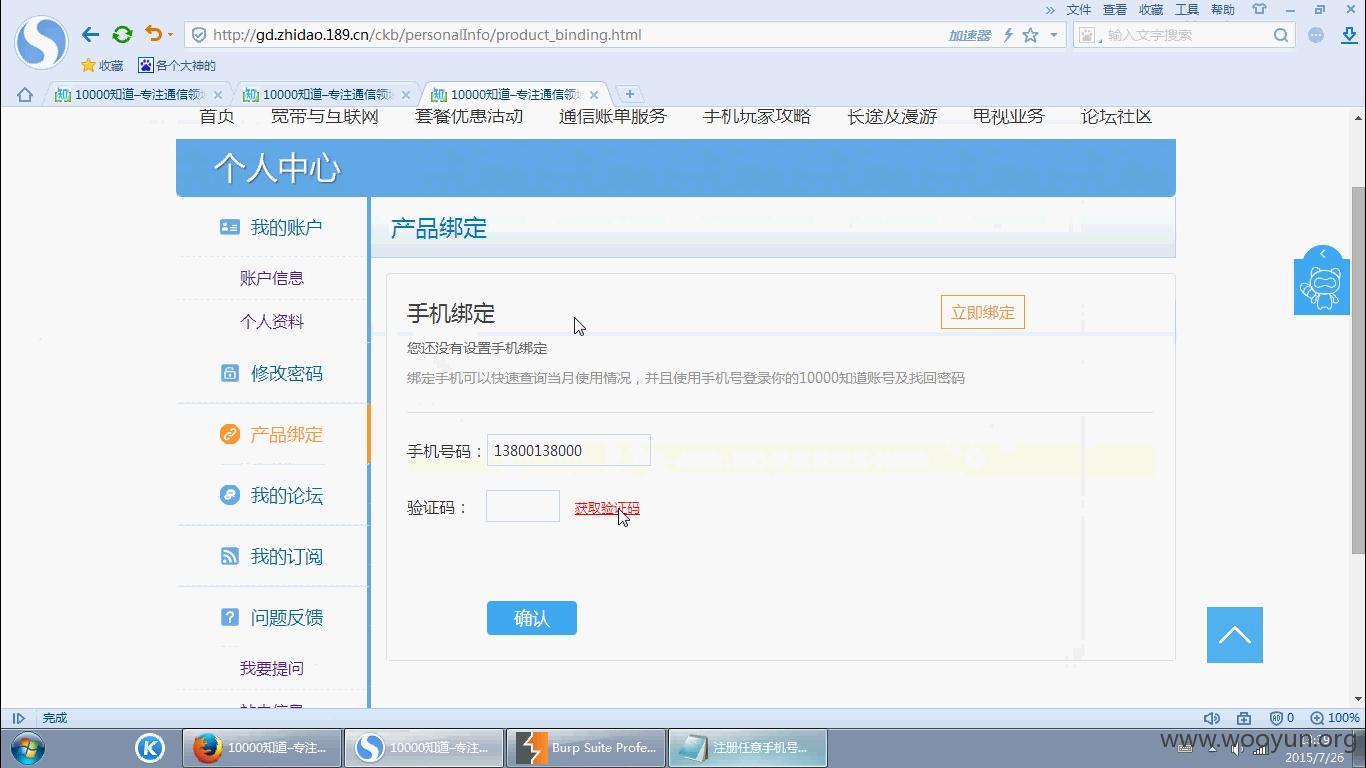 » 文件 查看 收藏 工具 帮助
http://gd.zhidao.189.cn/ckb/personalInfo/product_binding.html 加速器 输入文字搜索
收藏 各个大神的
10000知道–专注通信领 10000知道–专注通信领 10000知道–专注通信领
首页 宽带与互联网 套餐优惠活动 通信账单服务 手机玩家攻略 长途及漫游 电视业务 论坛社区
个人中心
我的账户
账户信息
个人资料
修改密码
产品绑定
我的论坛
我的订阅
问题反馈
我要提问
产品绑定
手机绑定 立即绑定
您还没有设置手机绑定
绑定手机可以快速查询当月使用情况，并且使用手机号登录你的10000知道账号及找回密码
手机号码： 13800138000
验证码： 获取验证码
确认
完成 0 100%
10000知道–专注... 10000知道–专注... Burp Suite Profe... 注册任意手机号...
www.wooyun.org
2015/7/26